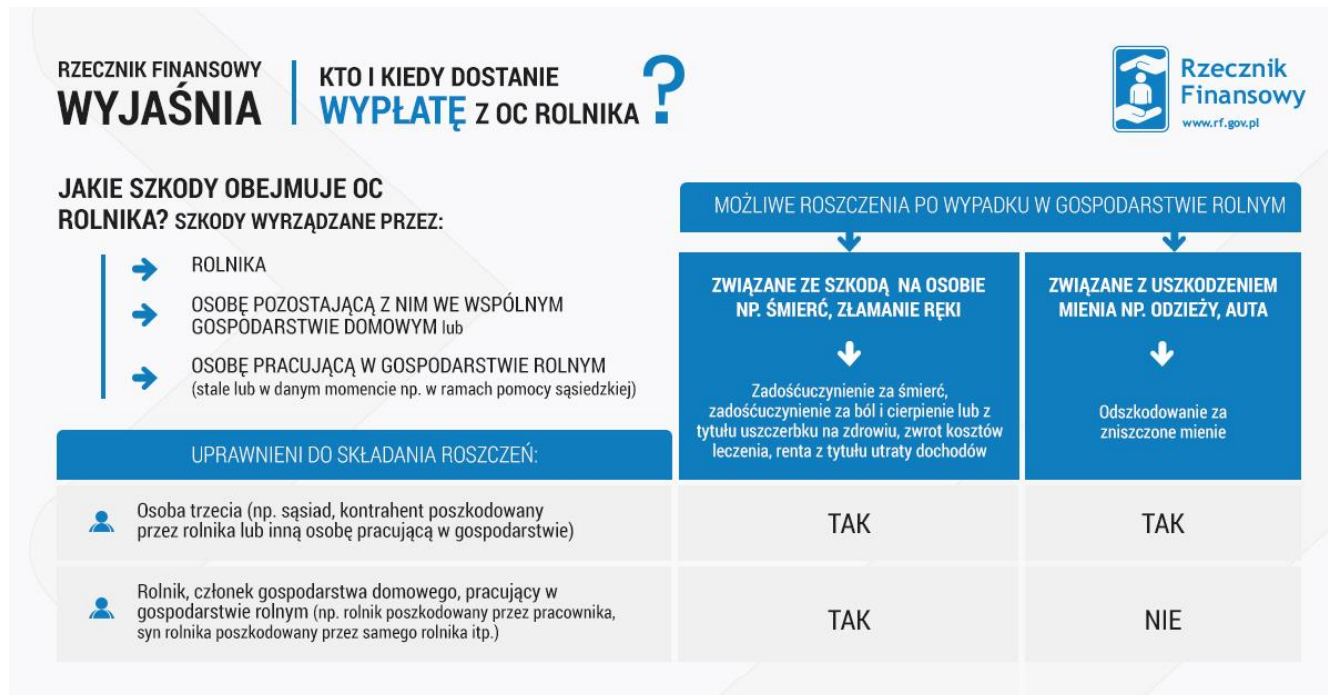 RZECZNIK FINANSOWY
WYJAŚNIA
KTO I KIEDY DOSTANIE
WYPŁATĘ Z OC ROLNIKA ?
Rzecznik
Finansowy
www.rf.gov.pl
JAKIE SZKODY OBEJMUJE OC
ROLNIKA? SZKODY WYRZĄDZANE PRZEZ:
ROLNIKA
OSOBĘ POZOSTAJĄCĄ Z NIM WE WSPÓLNYM
GOSPODARSTWIE DOMOWYM lub
OSOBĘ PRACUJĄCĄ W GOSPODARSTWIE ROLNYM
(stale lub w danym momencie np. w ramach pomocy sąsiedzkiej)
MOŻLIWE ROSZCZENIA PO WYPADKU W GOSPODARSTWIE ROLNYM
ZWIĄZANE ZE SZKODĄ NA OSOBIE
NP. ŚMIERĆ, ZŁAMANIE RĘKI
Zadośćuczynienie za śmierć,
zadośćuczynienie za ból i cierpienie lub z
tytułu uszczerbku na zdrowiu, zwrot kosztów
leczenia, renta z tytułu utraty dochodów
ZWIĄZANE Z USZKODZENIEM
MIENIA NP. ODZIEŻY, AUTA
Odszkodowanie za
zniszczone mienie
UPRAWNIENI DO SKŁADANIA ROSZCZEŃ:
Osoba trzecia (np. sąsiad, kontrahent poszkodowany
przez rolnika lub inną osobę pracującą w gospodarstwie)
TAK
TAK
Rolnik, członek gospodarstwa domowego, pracujący w
gospodarstwie rolnym (np. rolnik poszkodowany przez pracownika,
syn rolnika poszkodowany przez samego rolnika itp.)
TAK
NIE